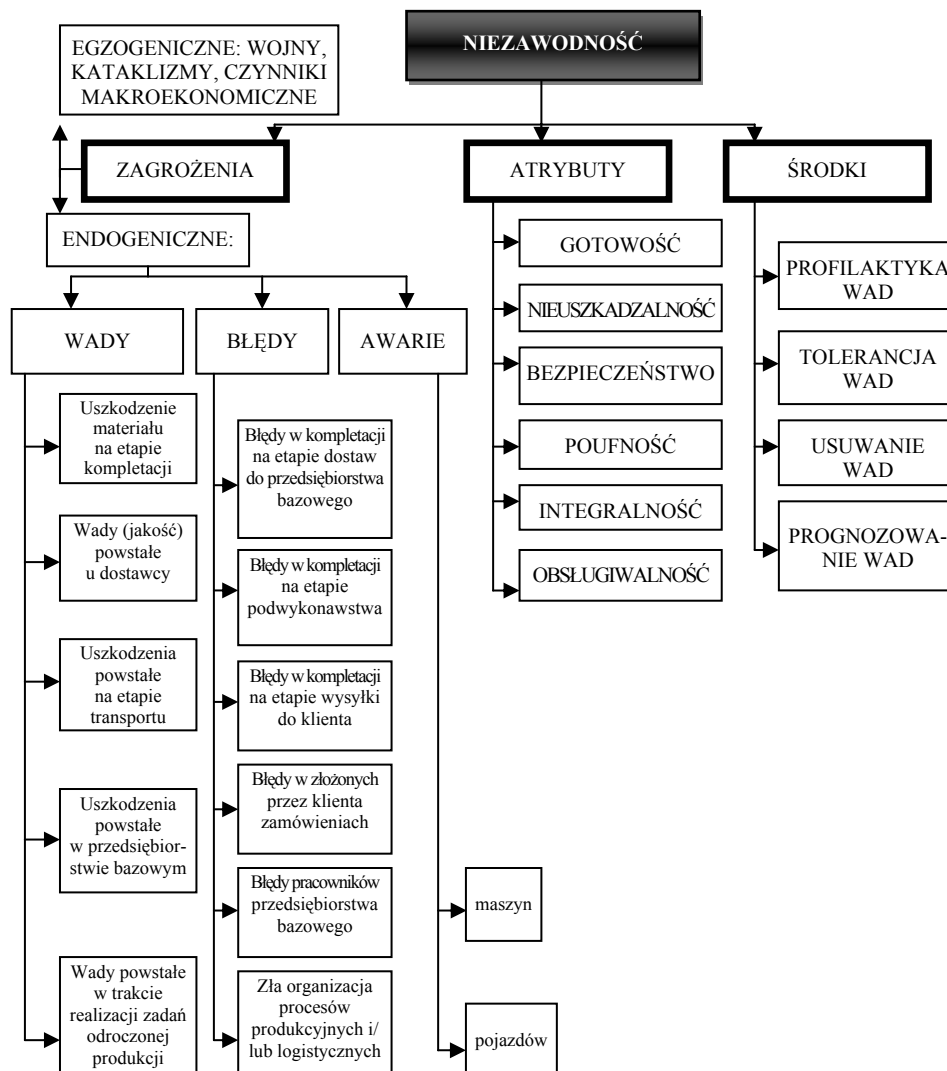 NIEZAWODNOŚĆ
EGZOGENICZNE: WOJNY,
KATAKLIZMY, CZYNNIKI
MAKROEKONOMICZNE
ZAGROŻENIA
ATRYBUTY
ŚRODKI
ENDOGENICZNE:
WADY
BŁĘDY
AWARIE
Uszkodzenie
materiału
na etapie
kompletacji
Wady (jakość)
powstałe
u dostawcy
Uszkodzenia
powstałe
na etapie
transportu
Uszkodzenia
powstałe
w przedsiębior-
stwie bazowym
Wady powstałe
w trakcie
realizacji zadań
odroczonej
produkcji
Błędy w kompletacji
na etapie dostaw
do przedsiębiorstwa
bazowego
Błędy w kompletacji
na etapie
podwykonawstwa
Błędy w kompletacji
na etapie wysyłki
do klienta
Błędy w złożonych
przez klienta
zamówieniach
Błędy pracowników
przedsiębiorstwa
bazowego
Zła organizacja
procesów
produkcyjnych i/
lub logistycznych
maszyn
pojazdów
GOTOWOŚĆ
NIEUSZKADZALNOŚĆ
BEZPIECZEŃSTWO
POUFNOŚĆ
INTEGRALNOŚĆ
OBSŁUGIWALNOŚĆ
PROFILAKTYKA
WAD
TOLERANCJA
WAD
USUWANIE
WAD
PROGNOZOWA-
NIE WAD